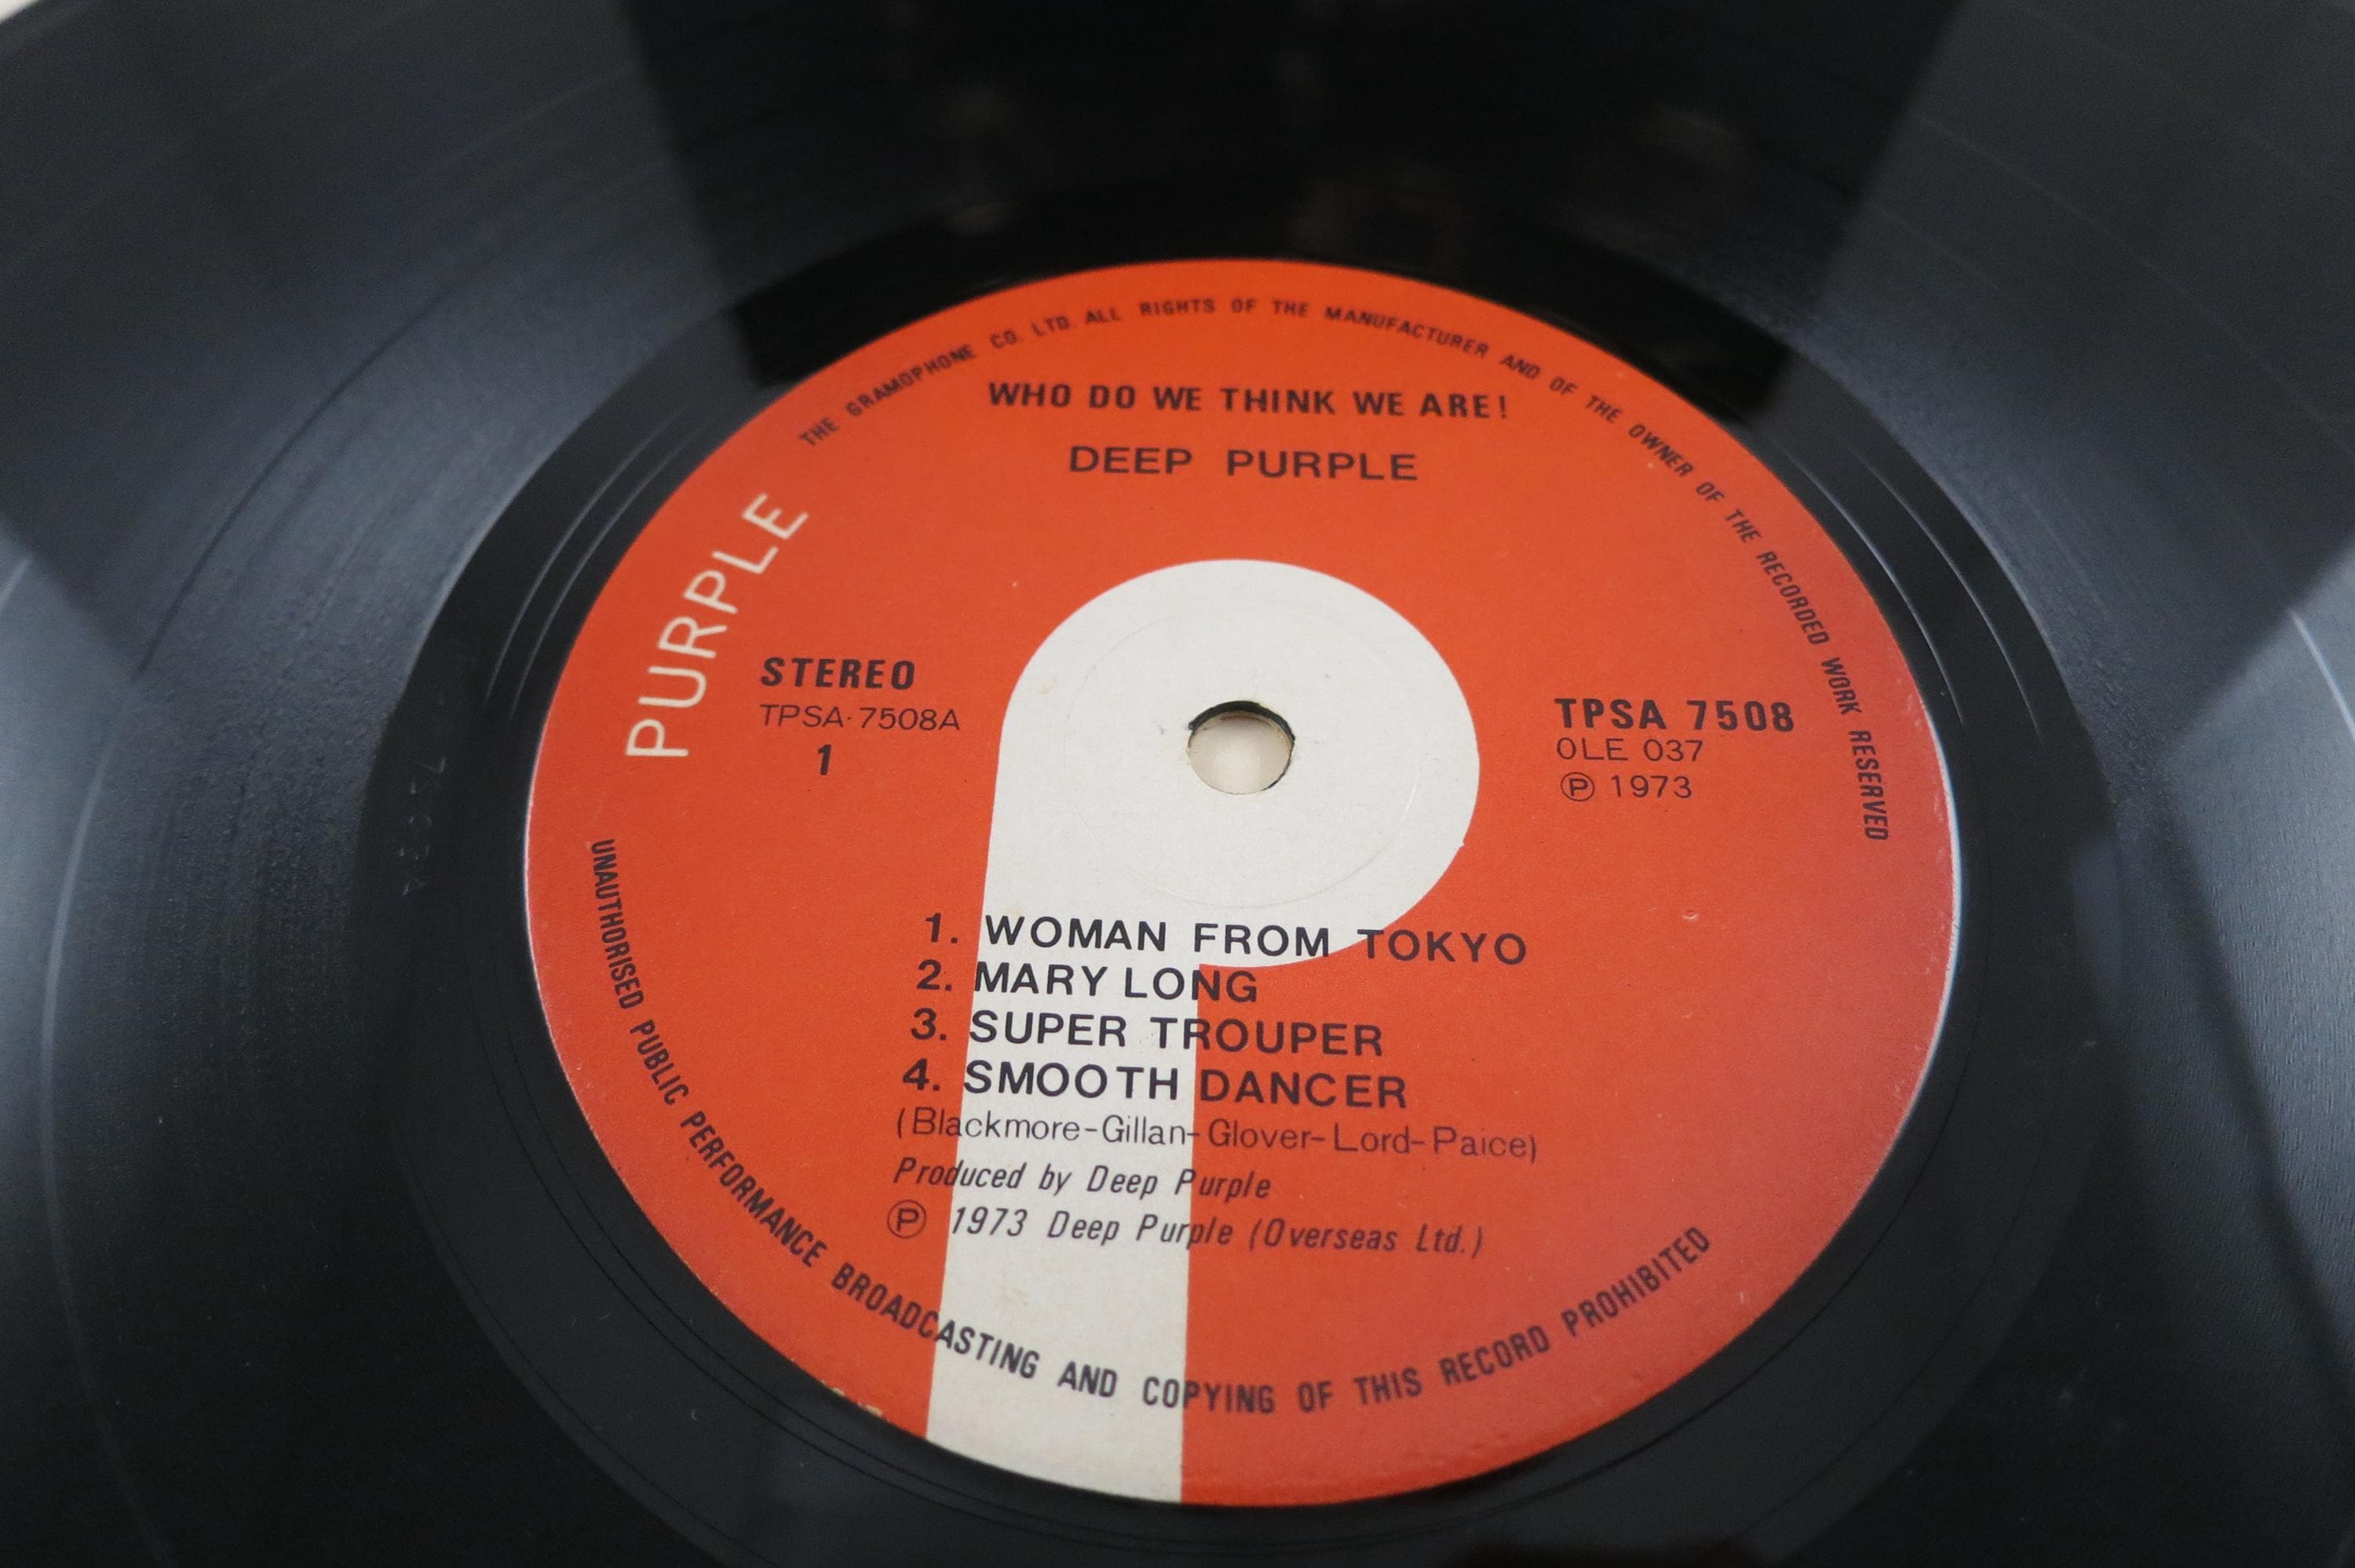 THE GRAMOPHONE CO. LTD. ALL RIGHTS OF THE MANUFACTURER AND OF THE OWNER OF THE RECORDED WORK RESERVED
WHO DO WE THINK WE ARE!
DEEP PURPLE
PURPLE
STEREO
TPSA·7508A
1
TPSA 7508
OLE 037
Ⓟ 1973
1. WOMAN FROM TOKYO
2. MARY LONG
3. SUPER TROUPER
4. SMOOTH DANCER
(Blackmore-Gillan-Glover-Lord-Paice)
Produced by Deep Purple
Ⓟ 1973 Deep Purple (Overseas Ltd.)
UNAUTHORISED PUBLIC PERFORMANCE BROADCASTING AND COPYING OF THIS RECORD PROHIBITED